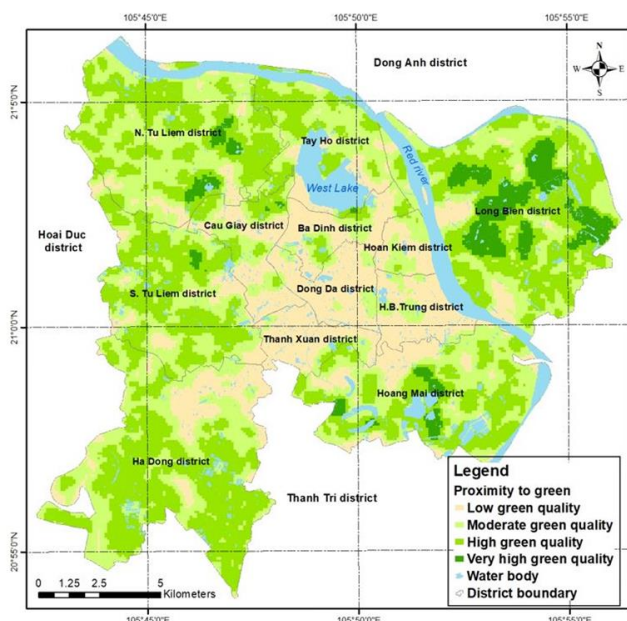 105°45'0"E
105°50'0"E
105°55'0"E
N
W
E
S
Dong Anh district
21°5'0"N
N. Tu Liem district
Tay Ho district
Red river
West Lake
Long Bien district
Cau Giay district
Ba Dinh district
Hoai Duc
district
Hoan Kiem district
Dong Da district
S. Tu Liem district
H.B.Trung district
21°0'0"N
Thanh Xuan district
Hoang Mai district
Ha Dong district
Thanh Tri district
20°55'0"N
Legend
Proximity to green
Low green quality
Moderate green quality
High green quality
Very high green quality
Water body
District boundary
0 1.25 2.5 5
Kilometers
105°45'0"E
105°50'0"E
105°55'0"E